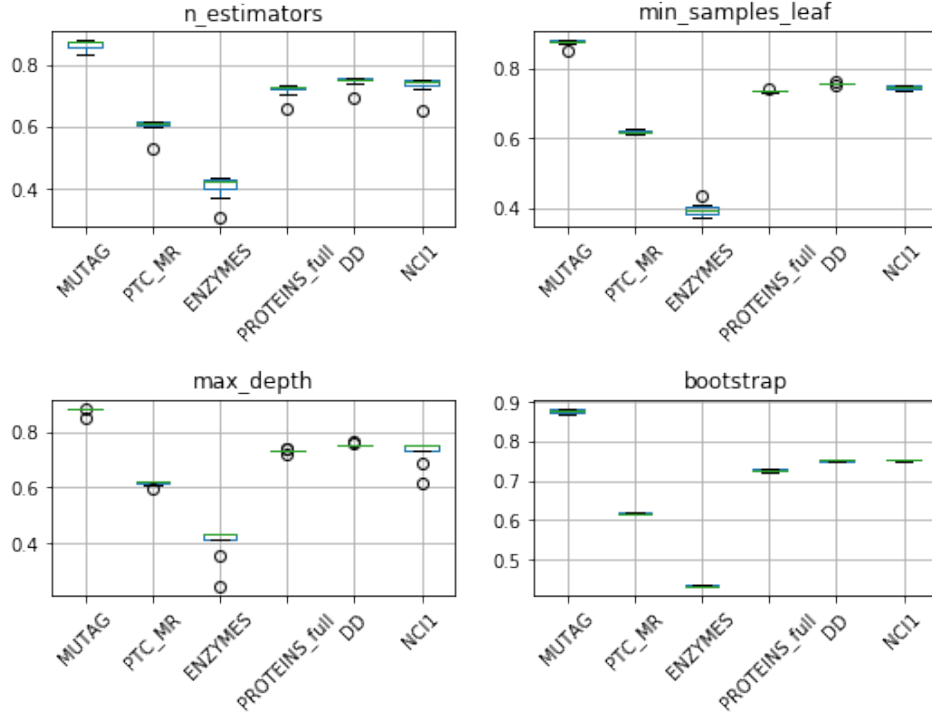 n_estimators
0.8
0.6
0.4
MUTAG
PTC_MR
ENZYMES
PROTEINS_full
DD
NCI1
min_samples_leaf
0.8
0.6
0.4
MUTAG
PTC_MR
ENZYMES
PROTEINS_full
DD
NCI1
max_depth
0.8
0.6
0.4
MUTAG
PTC_MR
ENZYMES
PROTEINS_full
DD
NCI1
bootstrap
0.9
0.8
0.7
0.6
0.5
MUTAG
PTC_MR
ENZYMES
PROTEINS_full
DD
NCI1